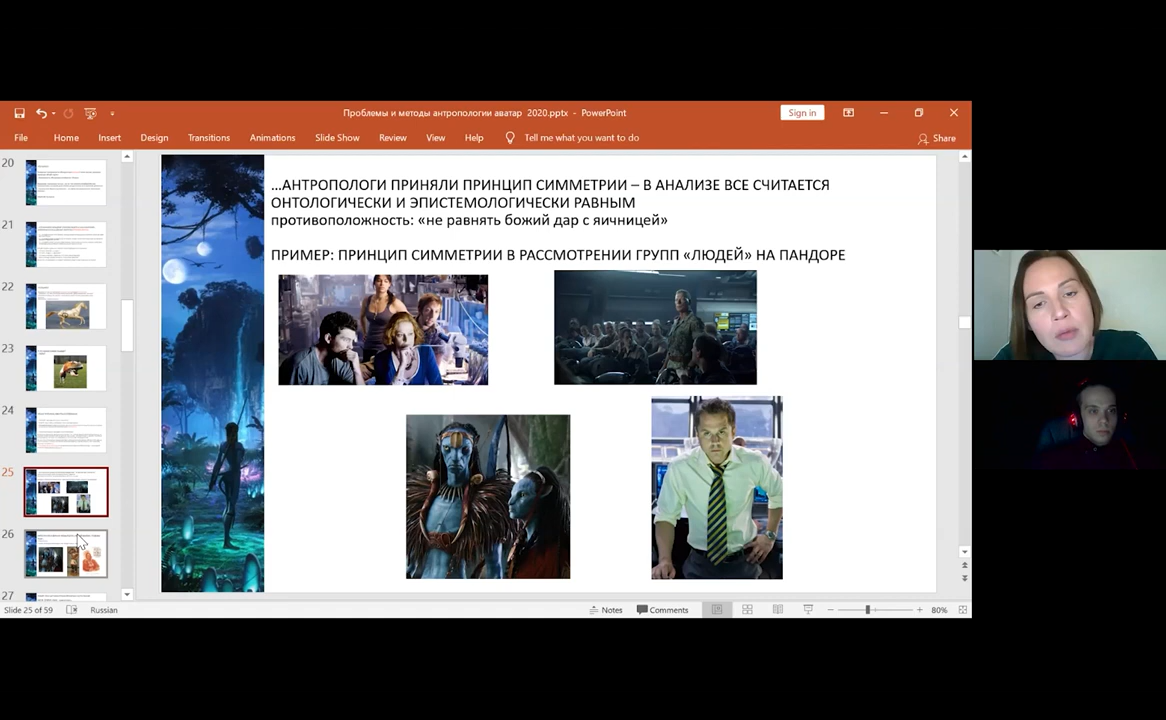 Проблемы и методы антропологии аватар 2020.pptx - PowerPoint
Sign in
File Home Insert Design Transitions Animations Slide Show Review View Help Tell me what you want to do
Share
20
21
22
23
24
25
26
27
...АНТРОПОЛОГИ ПРИНЯЛИ ПРИНЦИП СИММЕТРИИ – В АНАЛИЗЕ ВСЕ СЧИТАЕТСЯ
ОНТОЛОГИЧЕСКИ И ЭПИСТЕМОЛОГИЧЕСКИ РАВНЫМ
противоположность: «не равнять божий дар с яичницей»
ПРИМЕР: ПРИНЦИП СИММЕТРИИ В РАССМОТРЕНИИ ГРУПП «ЛЮДЕЙ» НА ПАНДОРЕ
Slide 25 of 59 Russian Notes Comments 80%